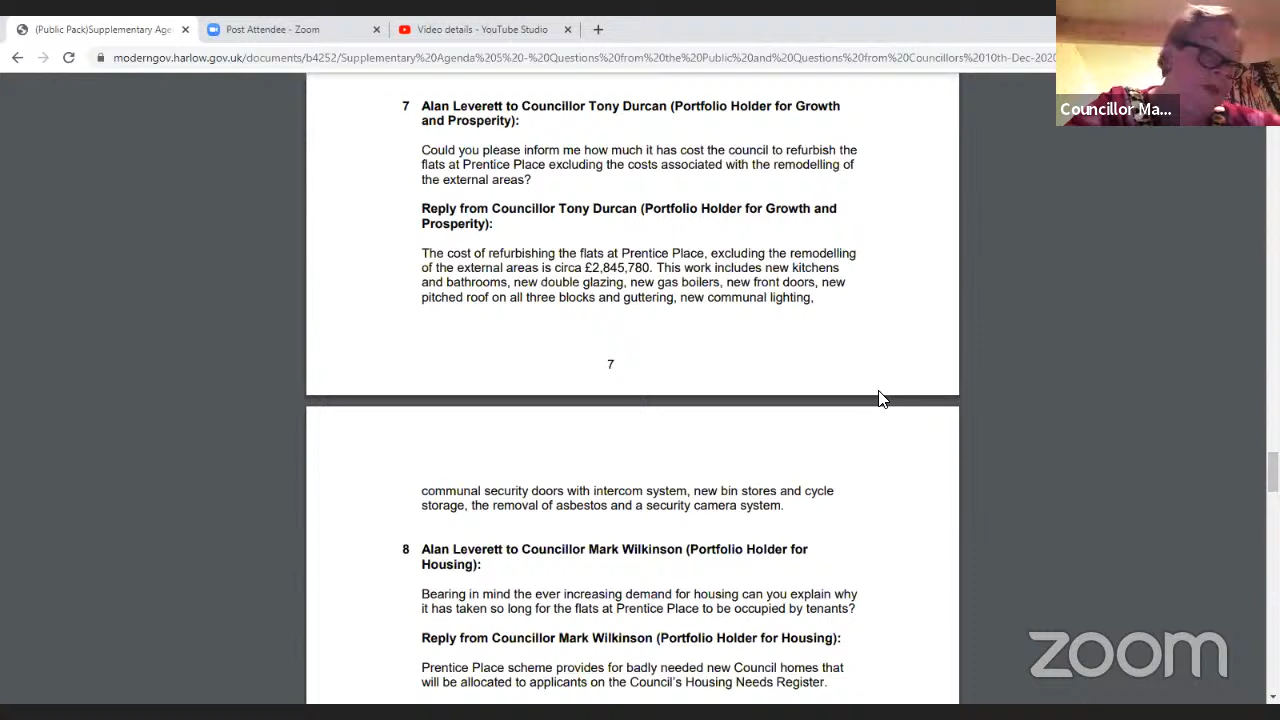 (Public Pack)Supplementary Age
Post Attendee - Zoom
Video details - YouTube Studio
moderngov.harlow.gov.uk/documents/b4252/Supplementary%20Agenda%205%20-%20Questions%20from%20the%20Public%20and%20Questions%20from%20Councillors%2010th-Dec-2020
Councillor Ma...
7 Alan Leverett to Councillor Tony Durcan (Portfolio Holder for Growth
and Prosperity):
Could you please inform me how much it has cost the council to refurbish the
flats at Prentice Place excluding the costs associated with the remodelling of
the external areas?
Reply from Councillor Tony Durcan (Portfolio Holder for Growth and
Prosperity):
The cost of refurbishing the flats at Prentice Place, excluding the remodelling
of the external areas is circa £2,845,780. This work includes new kitchens
and bathrooms, new double glazing, new gas boilers, new front doors, new
pitched roof on all three blocks and guttering, new communal lighting,
7
communal security doors with intercom system, new bin stores and cycle
storage, the removal of asbestos and a security camera system.
8 Alan Leverett to Councillor Mark Wilkinson (Portfolio Holder for
Housing):
Bearing in mind the ever increasing demand for housing can you explain why
it has taken so long for the flats at Prentice Place to be occupied by tenants?
Reply from Councillor Mark Wilkinson (Portfolio Holder for Housing):
Prentice Place scheme provides for badly needed new Council homes that
will be allocated to applicants on the Council's Housing Needs Register.
zoom